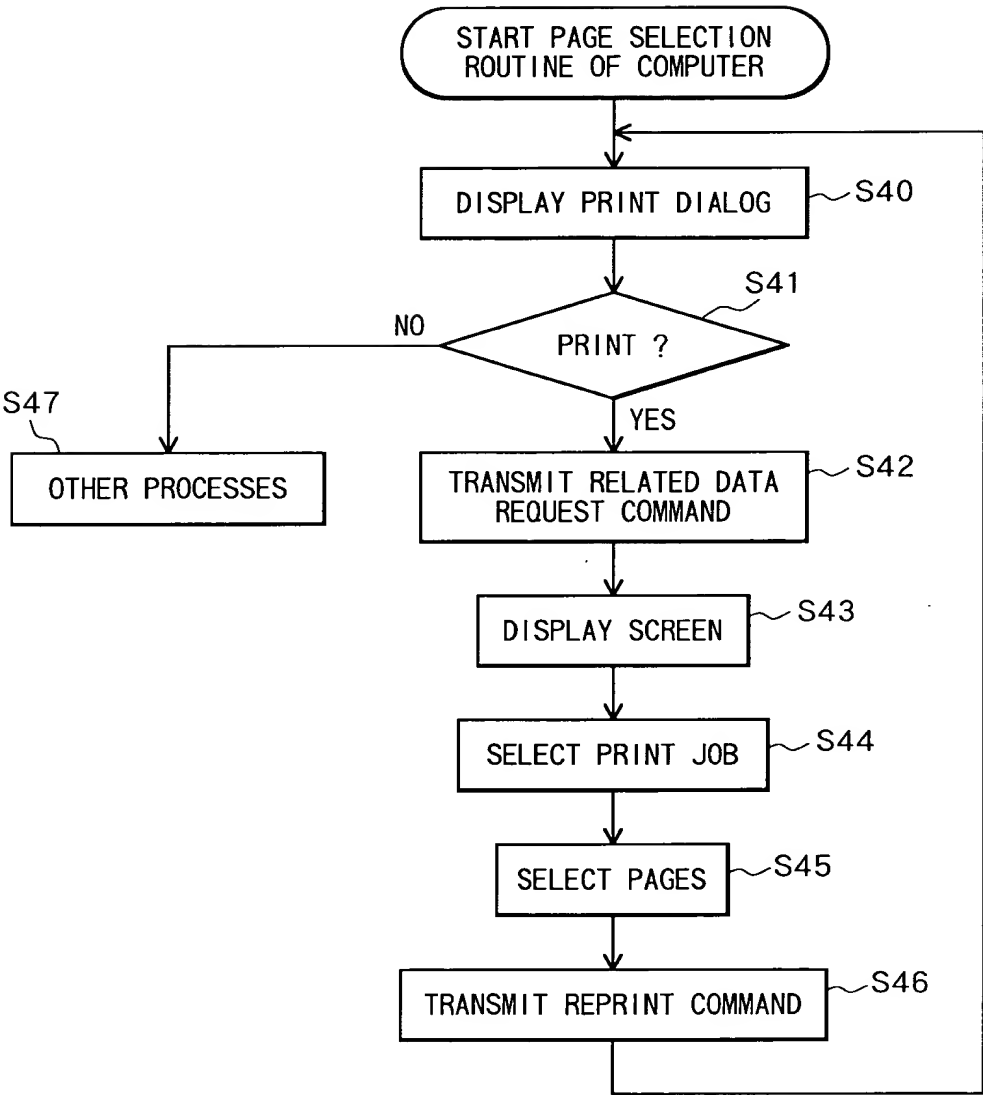 START PAGE SELECTION
ROUTINE OF COMPUTER
DISPLAY PRINT DIALOG
S40
S41
PRINT ?
NO
YES
S47
OTHER PROCESSES
TRANSMIT RELATED DATA
REQUEST COMMAND
S42
DISPLAY SCREEN
S43
SELECT PRINT JOB
S44
SELECT PAGES
S45
TRANSMIT REPRINT COMMAND
S46